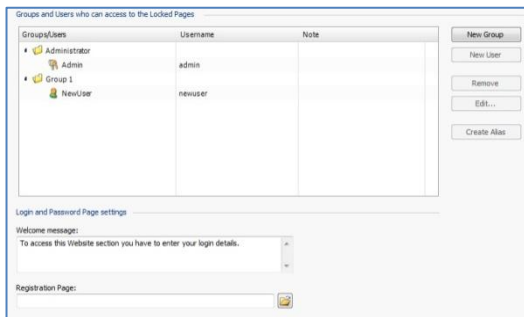 Groups and Users who can access to the Locked Pages
Groups/Users Username Note
Administrator
Admin admin
Group 1
NewUser newuser
New Group
New User
Remove
Edit...
Create Alias
Login and Password Page settings
Welcome message:
To access this Website section you have to enter your login details.
Registration Page: